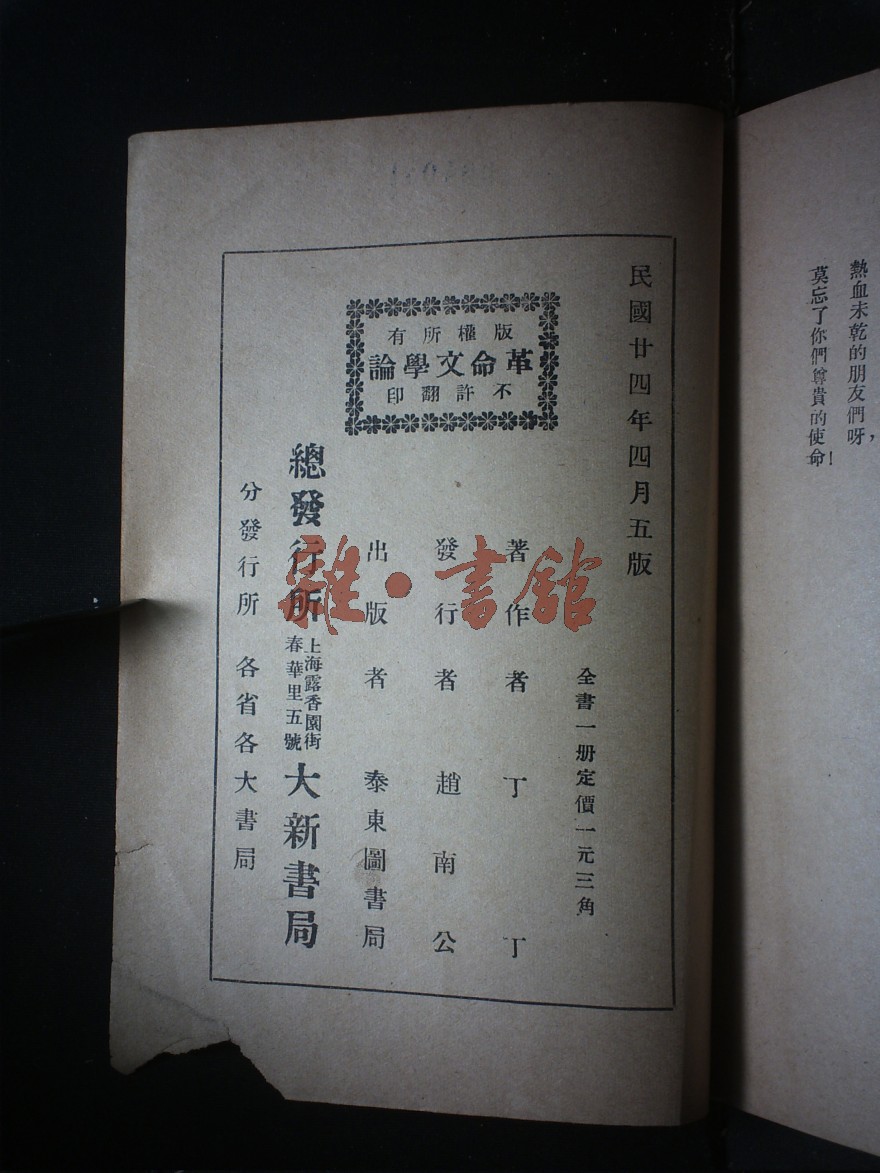 熱血未乾的朋友們呀，
莫忘了你們尊貴的使命！
民國廿四年四月五版
全書一册定價一元三角
版權所有
革命文學論
不許翻印
著作者 丁丁
發行者 趙南公
出版者 泰東圖書局
總發行所 上海露香園街春華里五號 大新書局
分發行所 各省各大書局
雜·書館